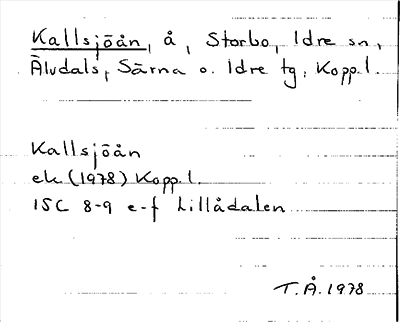 Kallsjöån, å, Storbo, Idre sn,
Älvdals, Särna o. Idre tg, Kopp.l.
Kallsjöån
ek (1978) Kopp.l.
15C 8-9 e-f Lillådalen
T.Å. 1978